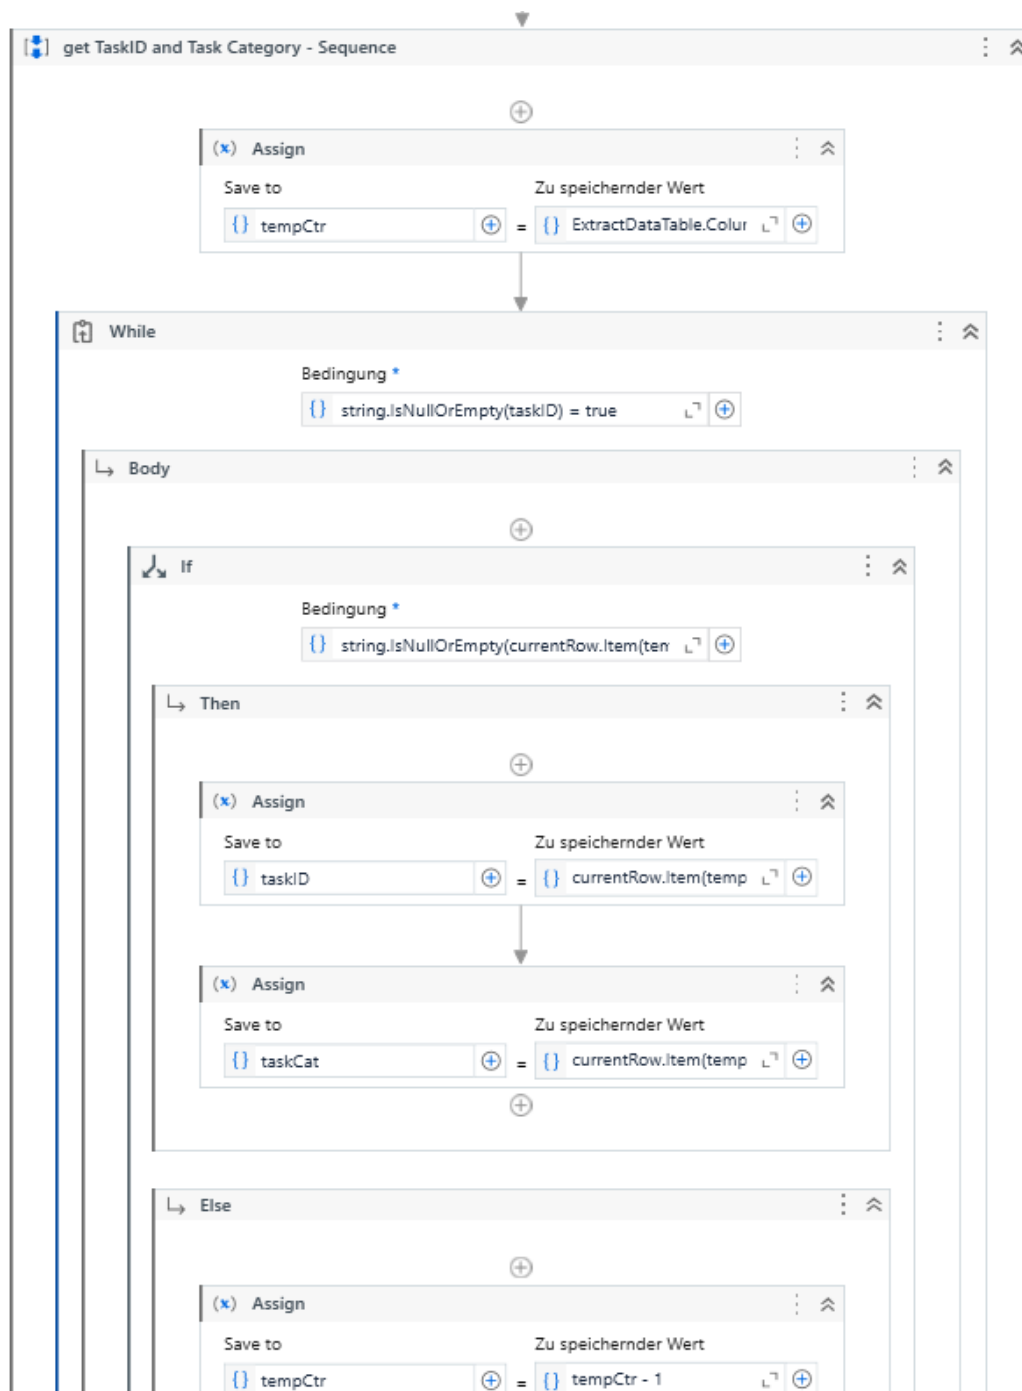 get TaskID and Task Category - Sequence
(x) Assign
Save to
Zu speichernder Wert
{} tempCtr = {} ExtractDataTable.Colur
While
Bedingung *
{} string.IsNullOrEmpty(taskID) = true
Body
If
Bedingung *
{} string.IsNullOrEmpty(currentRow.Item(tem
Then
(x) Assign
Save to
Zu speichernder Wert
{} taskID = {} currentRow.Item(temp
(x) Assign
Save to
Zu speichernder Wert
{} taskCat = {} currentRow.Item(temp
Else
(x) Assign
Save to
Zu speichernder Wert
{} tempCtr = {} tempCtr - 1